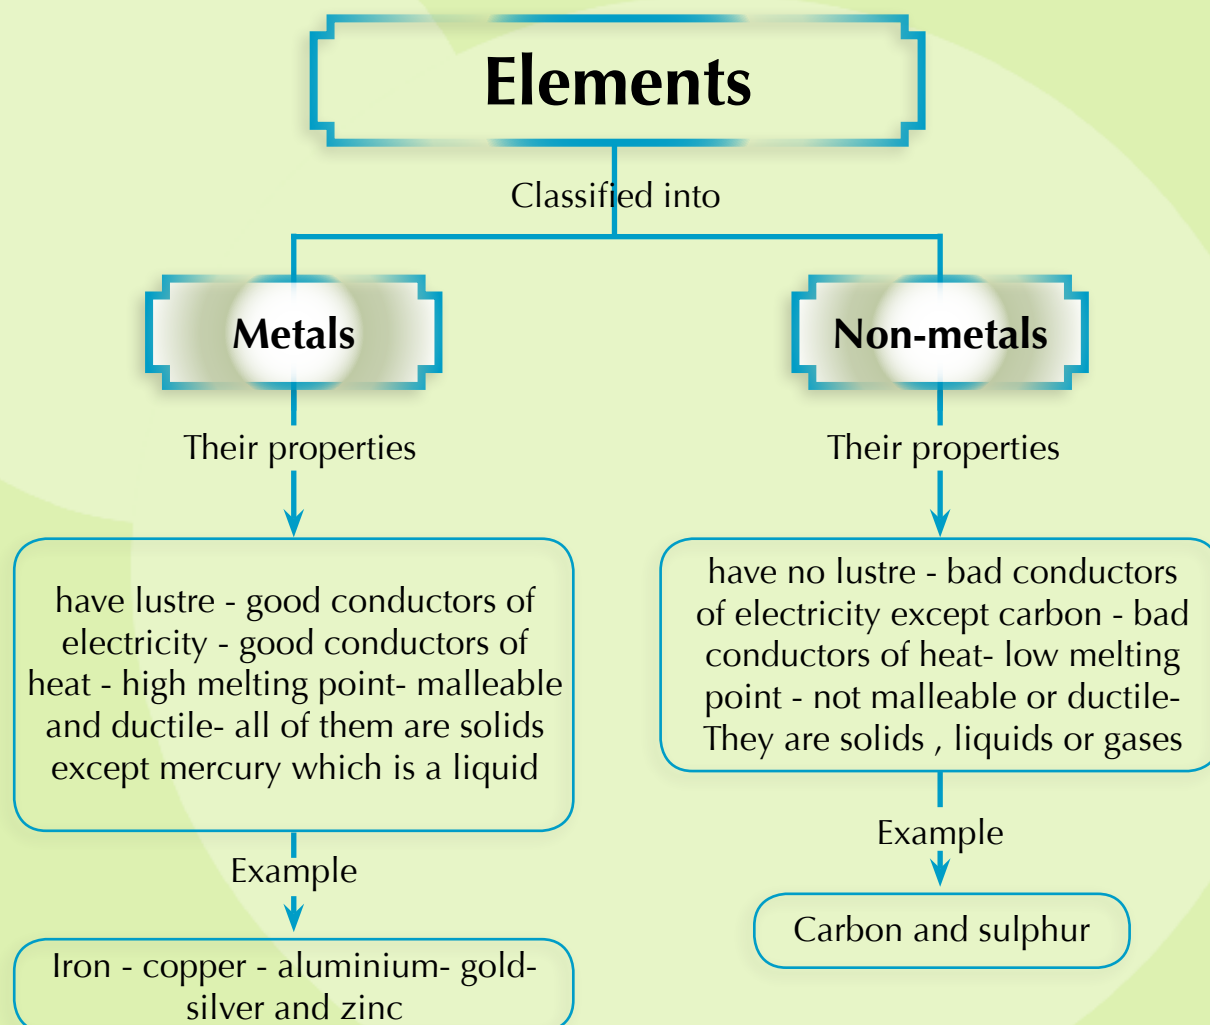 Elements
Classified into
Metals
Non-metals
Their properties
Their properties
have lustre - good conductors of
electricity - good conductors of
heat - high melting point- malleable
and ductile- all of them are solids
except mercury which is a liquid
have no lustre - bad conductors
of electricity except carbon - bad
conductors of heat- low melting
point - not malleable or ductile-
They are solids , liquids or gases
Example
Example
Iron - copper - aluminium- gold-
silver and zinc
Carbon and sulphur